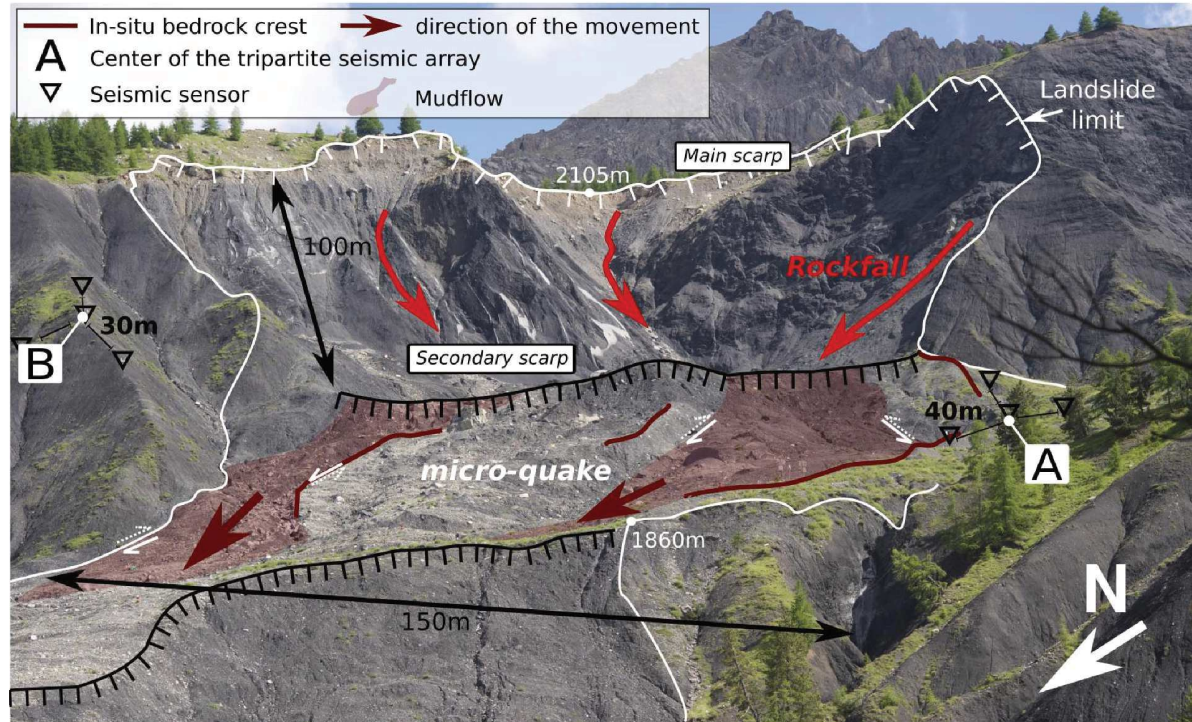 In-situ bedrock crest
direction of the movement
A
Center of the tripartite seismic array
Seismic sensor
Mudflow
Landslide
limit
Main scarp
2105m
100m
Rockfall
30m
B
Secondary scarp
40m
A
micro-quake
1860m
N
150m